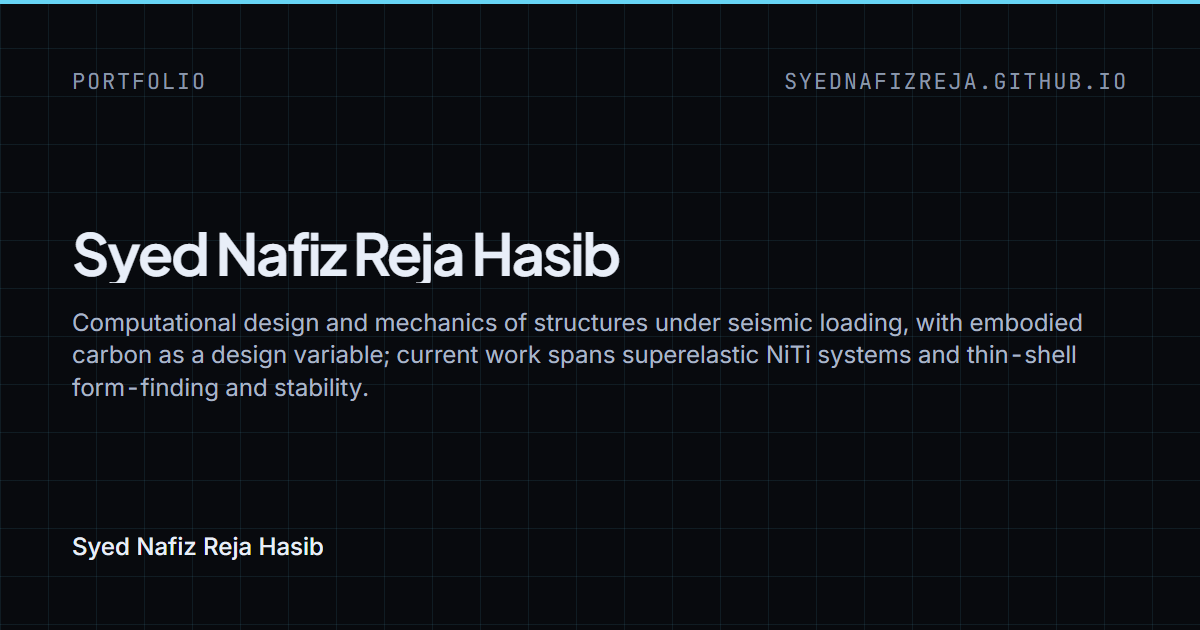 PORTFOLIO
SYEDNAFIZREJA.GITHUB.IO
Syed Nafiz Reja Hasib
Computational design and mechanics of structures under seismic loading, with embodied
carbon as a design variable; current work spans superelastic NiTi systems and thin-shell
form-finding and stability.
Syed Nafiz Reja Hasib